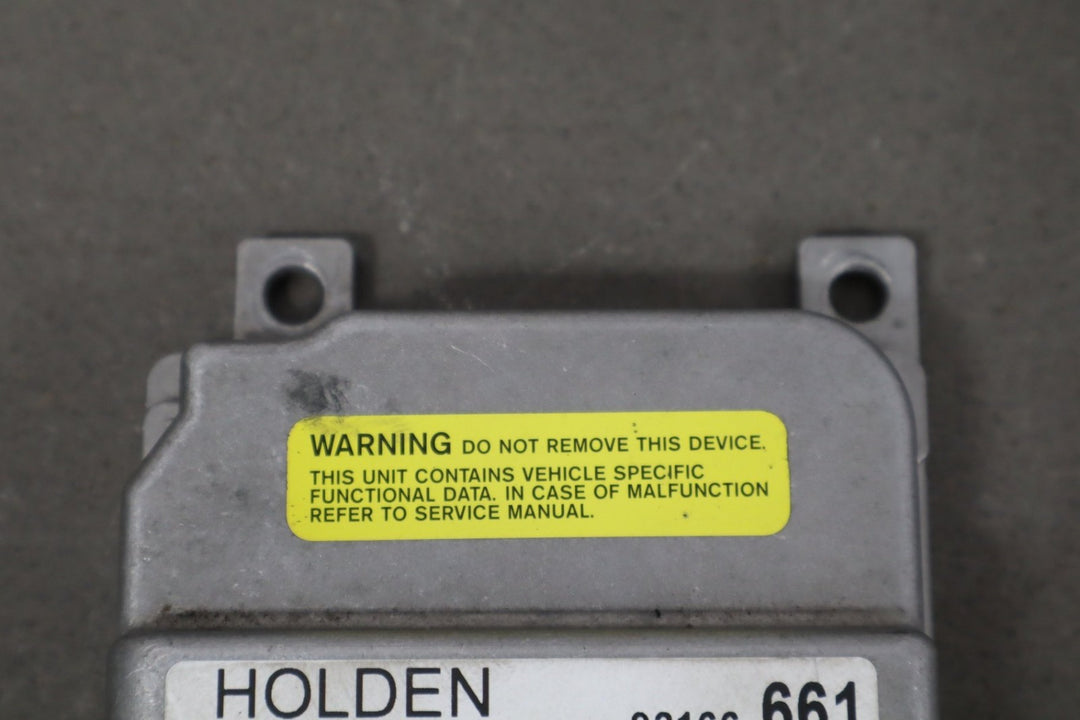 WARNING DO NOT REMOVE THIS DEVICE.
THIS UNIT CONTAINS VEHICLE SPECIFIC
FUNCTIONAL DATA. IN CASE OF MALFUNCTION
REFER TO SERVICE MANUAL.
HOLDEN
661